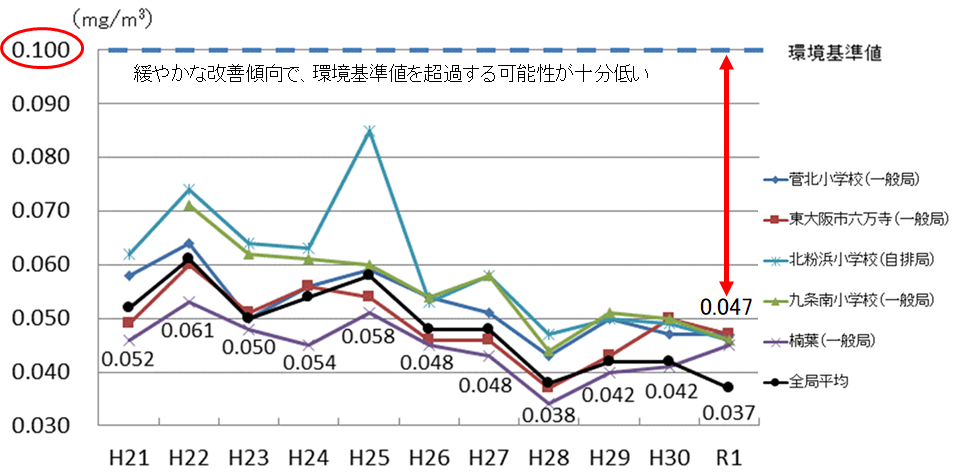 (mg/m³)
0.100
環境基準値
緩やかな改善傾向で、環境基準値を超過する可能性が十分低い
0.090
0.080
0.070
0.060
0.050
0.040
0.030
菅北小学校(一般局)
東大阪市六万寺(一般局)
北粉浜小学校(自排局)
九条南小学校(一般局)
楠葉(一般局)
全局平均
0.047
0.052
0.061
0.050
0.054
0.058
0.048
0.048
0.038
0.042
0.042
0.037
H21 H22 H23 H24 H25 H26 H27 H28 H29 H30 R1